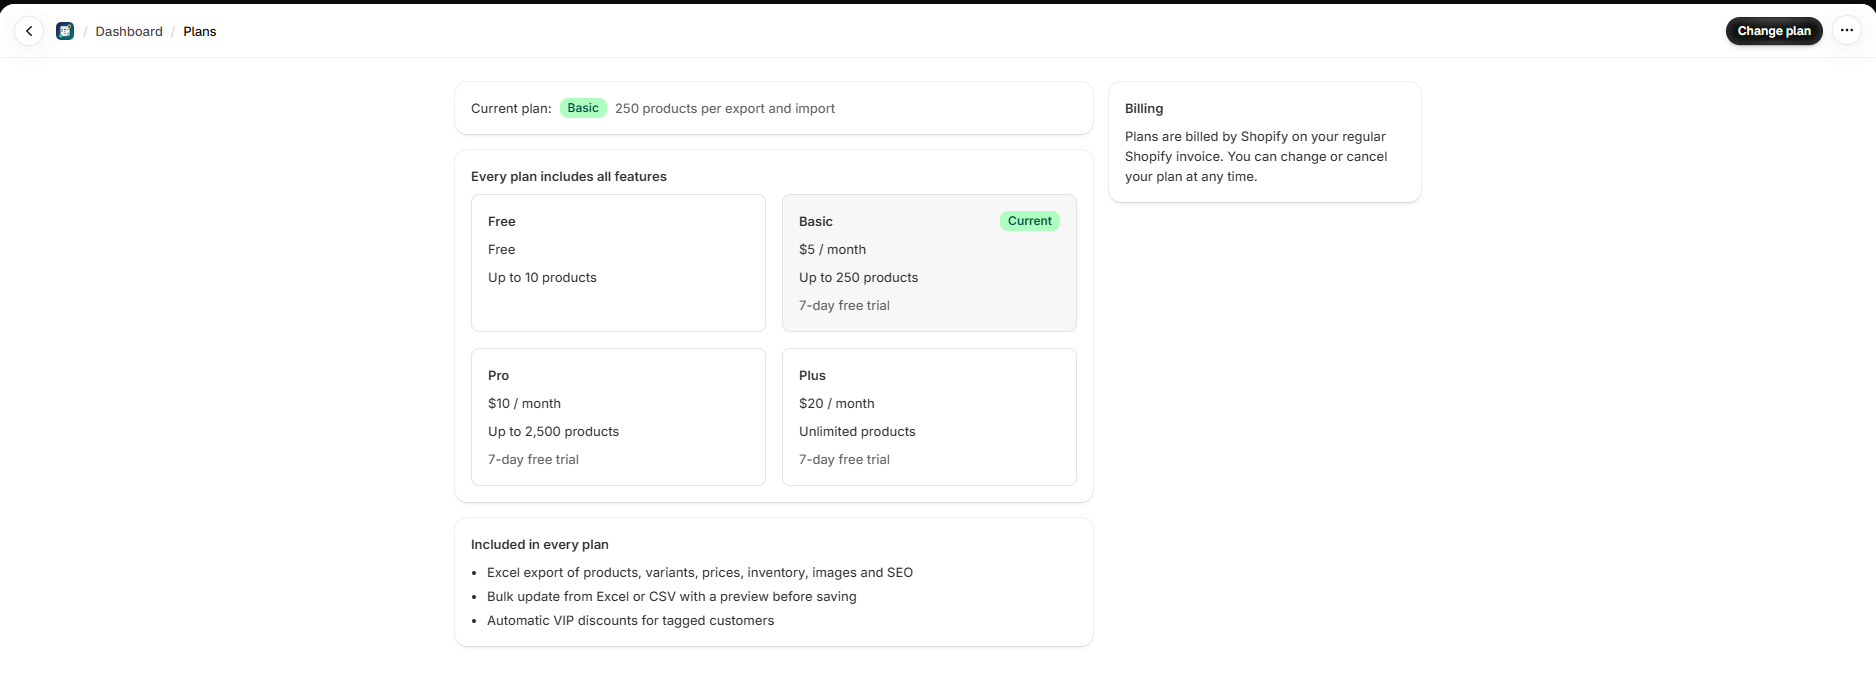 / Dashboard / Plans
Change plan
Current plan: Basic 250 products per export and import
Every plan includes all features
Free
Free
Up to 10 products
Basic Current
$5 / month
Up to 250 products
7-day free trial
Pro
$10 / month
Up to 2,500 products
7-day free trial
Plus
$20 / month
Unlimited products
7-day free trial
Included in every plan
• Excel export of products, variants, prices, inventory, images and SEO
• Bulk update from Excel or CSV with a preview before saving
• Automatic VIP discounts for tagged customers
Billing
Plans are billed by Shopify on your regular
Shopify invoice. You can change or cancel
your plan at any time.